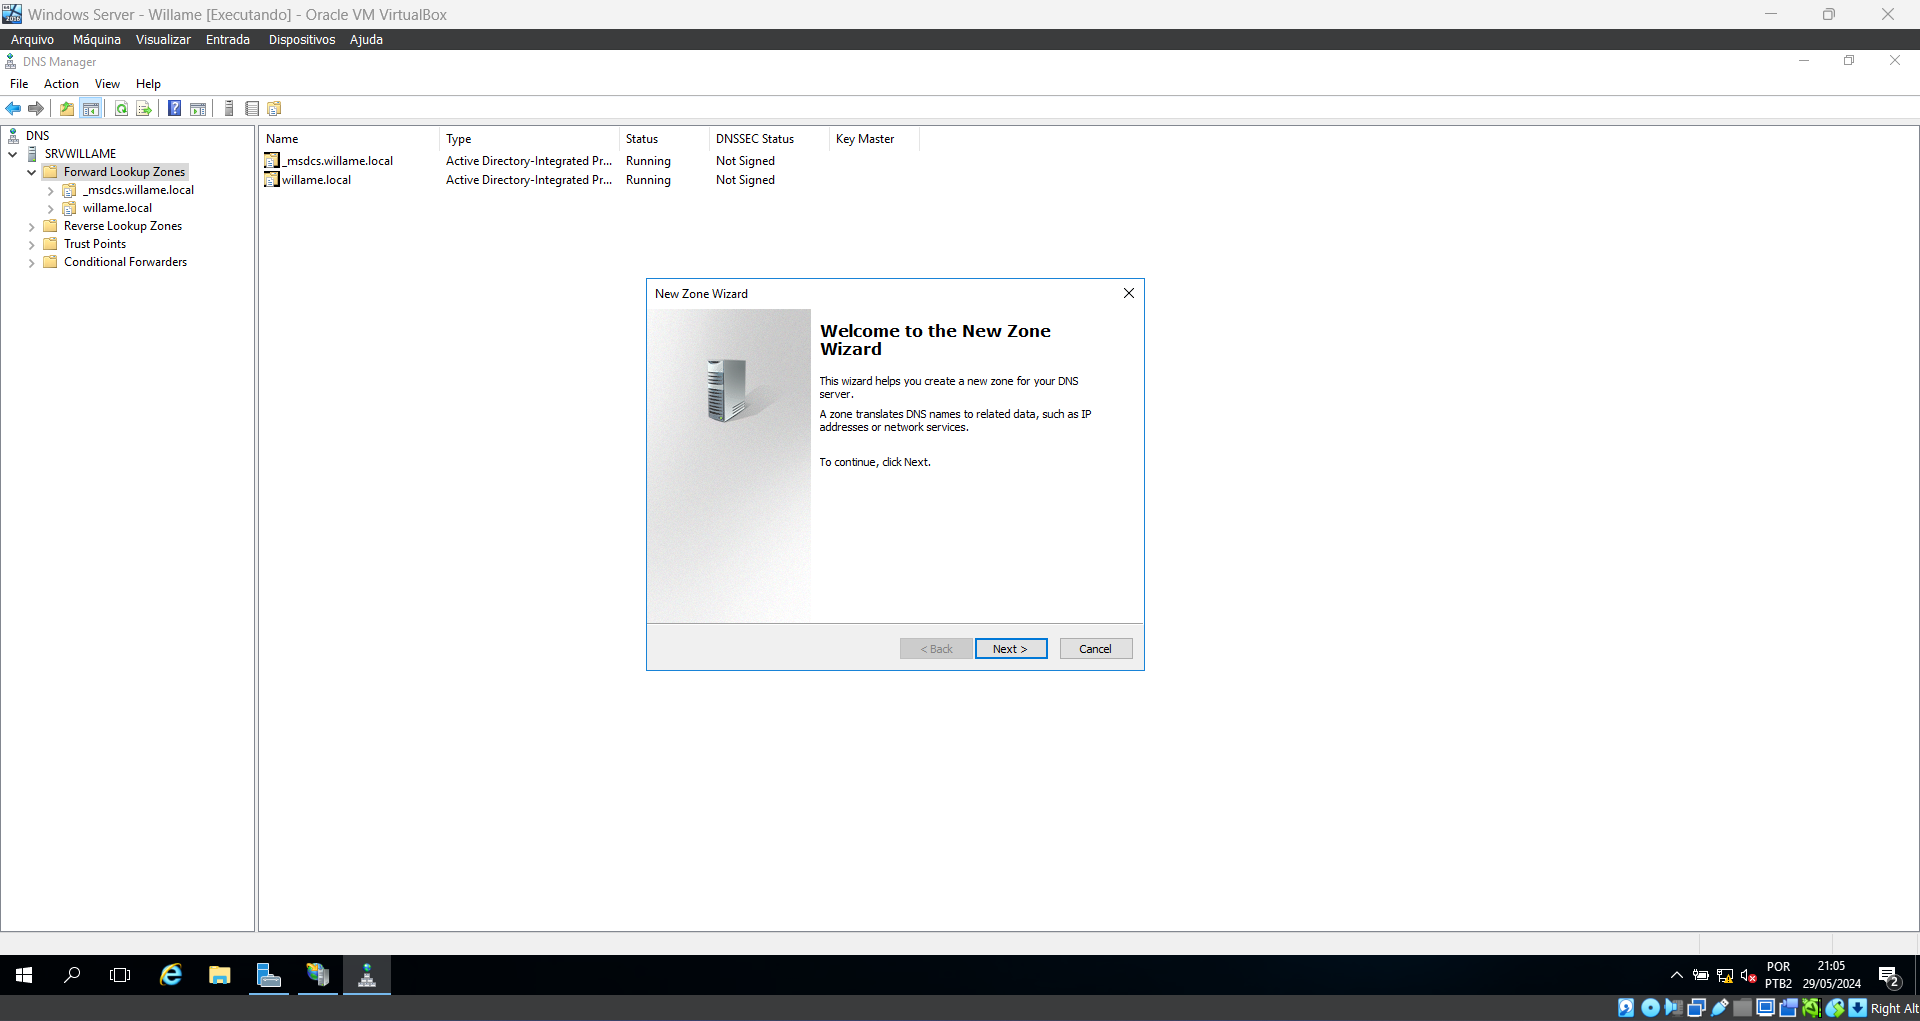 Windows Server - Willame [Executando] - Oracle VM VirtualBox
Arquivo Máquina Visualizar Entrada Dispositivos Ajuda
DNS Manager
File Action View Help
DNS
SRVWILLAME
Forward Lookup Zones
_msdcs.willame.local
willame.local
Reverse Lookup Zones
Trust Points
Conditional Forwarders
Name Type Status DNSSEC Status Key Master
_msdcs.willame.local Active Directory-Integrated Pr... Running Not Signed
willame.local Active Directory-Integrated Pr... Running Not Signed
New Zone Wizard
Welcome to the New Zone
Wizard
This wizard helps you create a new zone for your DNS
server.
A zone translates DNS names to related data, such as IP
addresses or network services.
To continue, click Next.
< Back Next > Cancel
POR 21:05
PTB2 29/05/2024 2
Right Alt